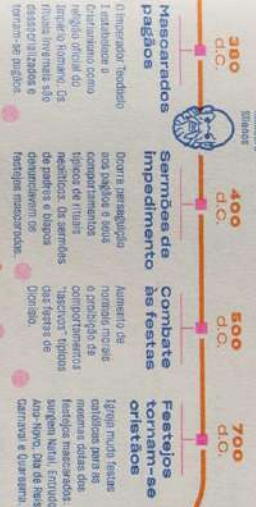 380
d.C.
Mascarados
pagãos
O Imperador Teodósio
I estabelece o
Cristianismo como
religião oficial do
Império Romano. Os
rituais invernais são
dessacralizados e
tornam-se pagãos.
Silenos
400
d.C.
Sermões de
impedimento
Ocorre perseguição
aos pagãos e seus
comportamentos
típicos de rituais
neolíticos. Os sermões
de padres e bispos
denunciavam os
festejos mascarados.
500
d.C.
Combate
às festas
Aumento de
normas morais
e proibição de
comportamentos
"lascivos" típicos
das festas de
Dionísio.
700
d.C.
Festejos
tornam-se
cristãos
Igreja muda festas
católicas para as
mesmas datas dos
festejos mascarados:
surgem Natal, Entrudo,
Ano-Novo, Dia de Reis,
Carnaval e Quaresma.